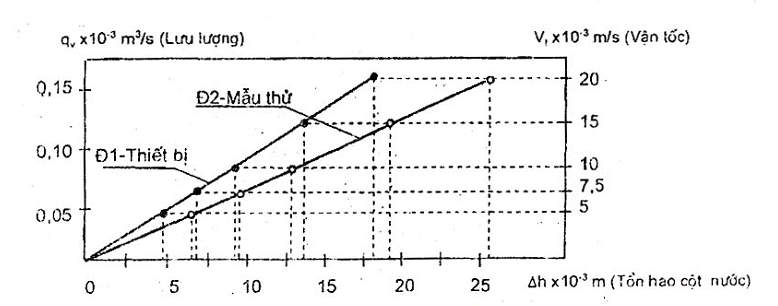 qᵥ x10⁻³ m³/s (Lưu lượng)
Vᵣ x10⁻³ m/s (Vận tốc)
0,15
0,10
0,05
Đ2-Mẫu thử
Đ1-Thiết bị
20
15
10
7,5
5
0 5 10 15 20 25 Δh x10⁻³ m (Tổn hao cột nước)